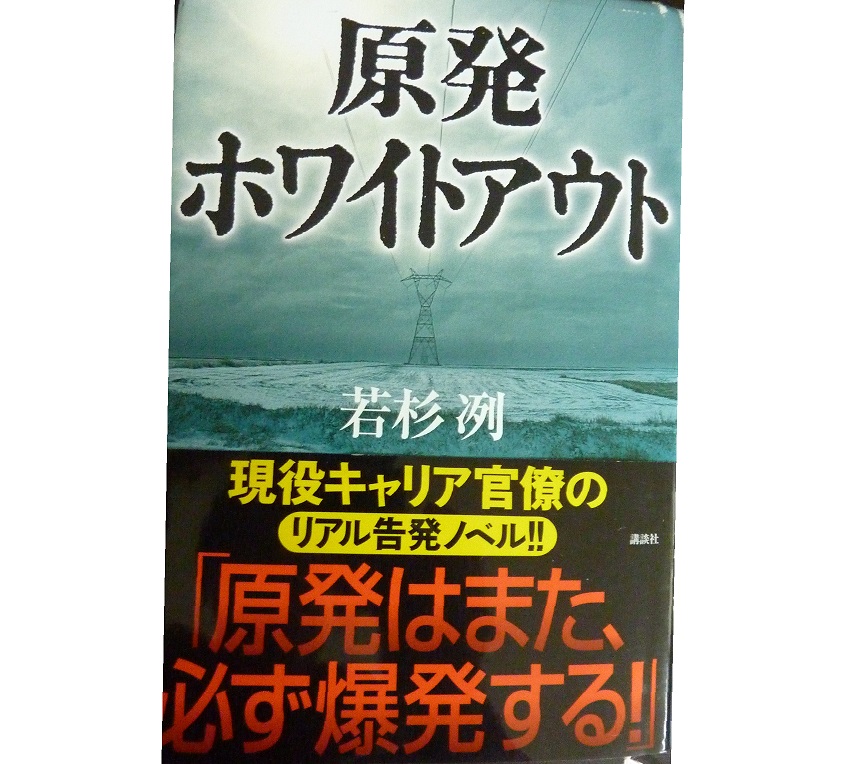 原発
ホワイトアウト
若杉 冽
現役キャリア官僚の
リアル告発ノベル!!
講談社
「原発はまた、
必ず爆発する!」